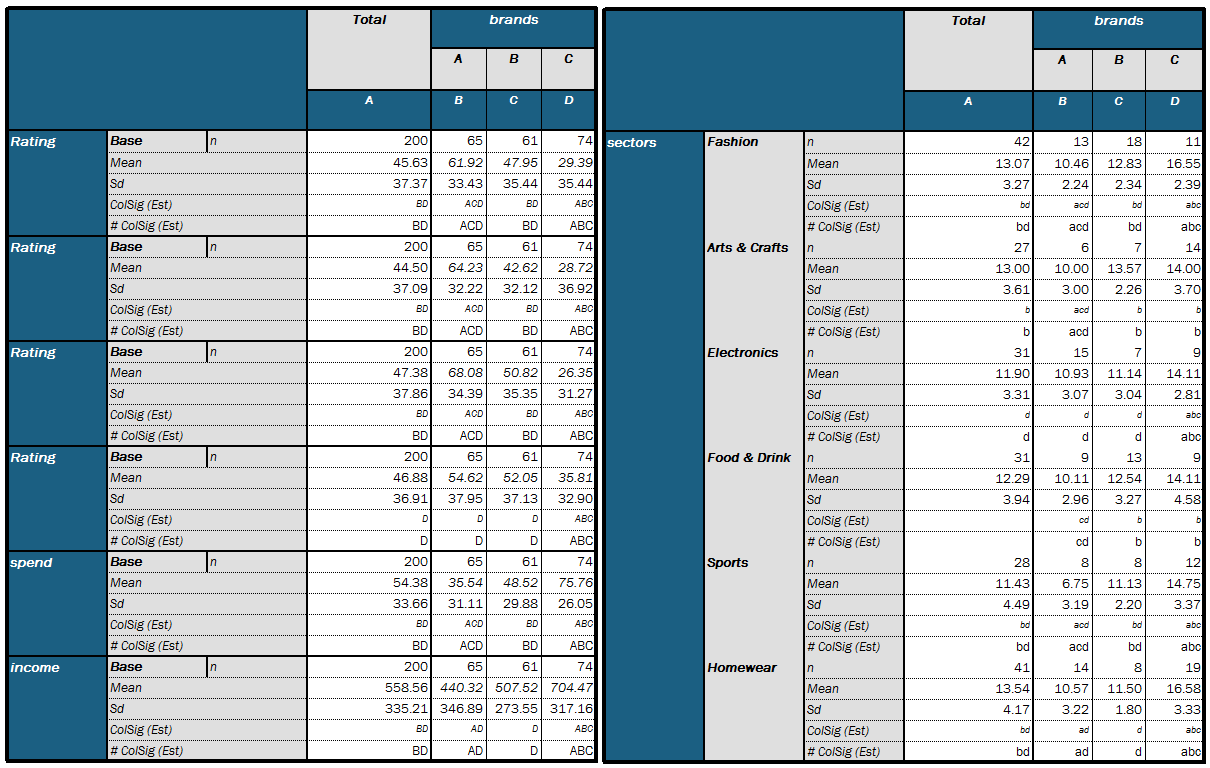 Total brands
A B C
A B C D
Rating Base n 200 65 61 74
Mean 45.63 61.92 47.95 29.39
Sd 37.37 33.43 35.44 35.44
ColSig (Est) BD ACD BD ABC
# ColSig (Est) BD ACD BD ABC
Rating Base n 200 65 61 74
Mean 44.50 64.23 42.62 28.72
Sd 37.09 32.22 32.12 36.92
ColSig (Est) BD ACD BD ABC
# ColSig (Est) BD ACD BD ABC
Rating Base n 200 65 61 74
Mean 47.38 68.08 50.82 26.35
Sd 37.86 34.39 35.35 31.27
ColSig (Est) BD ACD BD ABC
# ColSig (Est) BD ACD BD ABC
Rating Base n 200 65 61 74
Mean 46.88 54.62 52.05 35.81
Sd 36.91 37.95 37.13 32.90
ColSig (Est) D D D ABC
# ColSig (Est) D D D ABC
spend Base n 200 65 61 74
Mean 54.38 35.54 48.52 75.76
Sd 33.66 31.11 29.88 26.05
ColSig (Est) BD ACD BD ABC
# ColSig (Est) BD ACD BD ABC
income Base n 200 65 61 74
Mean 558.56 440.32 507.52 704.47
Sd 335.21 346.89 273.55 317.16
ColSig (Est) BD AD D ABC
# ColSig (Est) BD AD D ABC
Total brands
A B C
A B C D
sectors Fashion n 42 13 18 11
Mean 13.07 10.46 12.83 16.55
Sd 3.27 2.24 2.34 2.39
ColSig (Est) bd acd bd abc
# ColSig (Est) bd acd bd abc
Arts & Crafts n 27 6 7 14
Mean 13.00 10.00 13.57 14.00
Sd 3.61 3.00 2.26 3.70
ColSig (Est) b acd b b
# ColSig (Est) b acd b b
Electronics n 31 15 7 9
Mean 11.90 10.93 11.14 14.11
Sd 3.31 3.07 3.04 2.81
ColSig (Est) d d d abc
# ColSig (Est) d d d abc
Food & Drink n 31 9 13 9
Mean 12.29 10.11 12.54 14.11
Sd 3.94 2.96 3.27 4.58
ColSig (Est) cd b b
# ColSig (Est) cd b b
Sports n 28 8 8 12
Mean 11.43 6.75 11.13 14.75
Sd 4.49 3.19 2.20 3.37
ColSig (Est) bd acd bd abc
# ColSig (Est) bd acd bd abc
Homewear n 41 14 8 19
Mean 13.54 10.57 11.50 16.58
Sd 4.17 3.22 1.80 3.33
ColSig (Est) bd ad d abc
# ColSig (Est) bd ad d abc